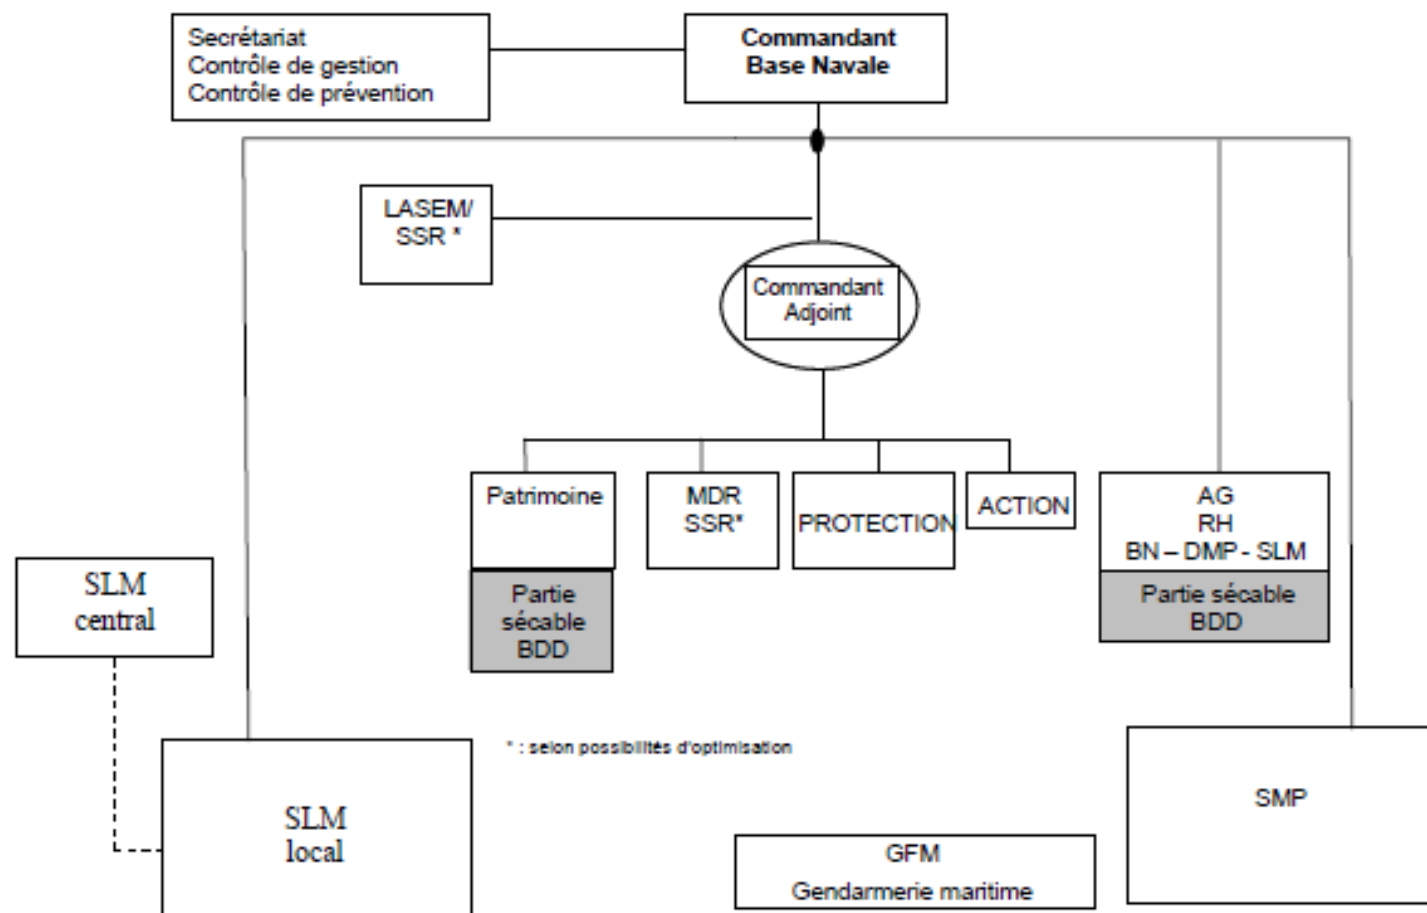 Secrétariat
Contrôle de gestion
Contrôle de prévention
Commandant
Base Navale
LASEM/
SSR *
Commandant
Adjoint
Patrimoine
Partie
sécable
BDD
MDR
SSR*
PROTECTION
ACTION
AG
RH
BN – DMP - SLM
Partie sécable
BDD
SLM
central
SLM
local
* : selon possibilités d'optimisation
SMP
GFM
Gendarmerie maritime